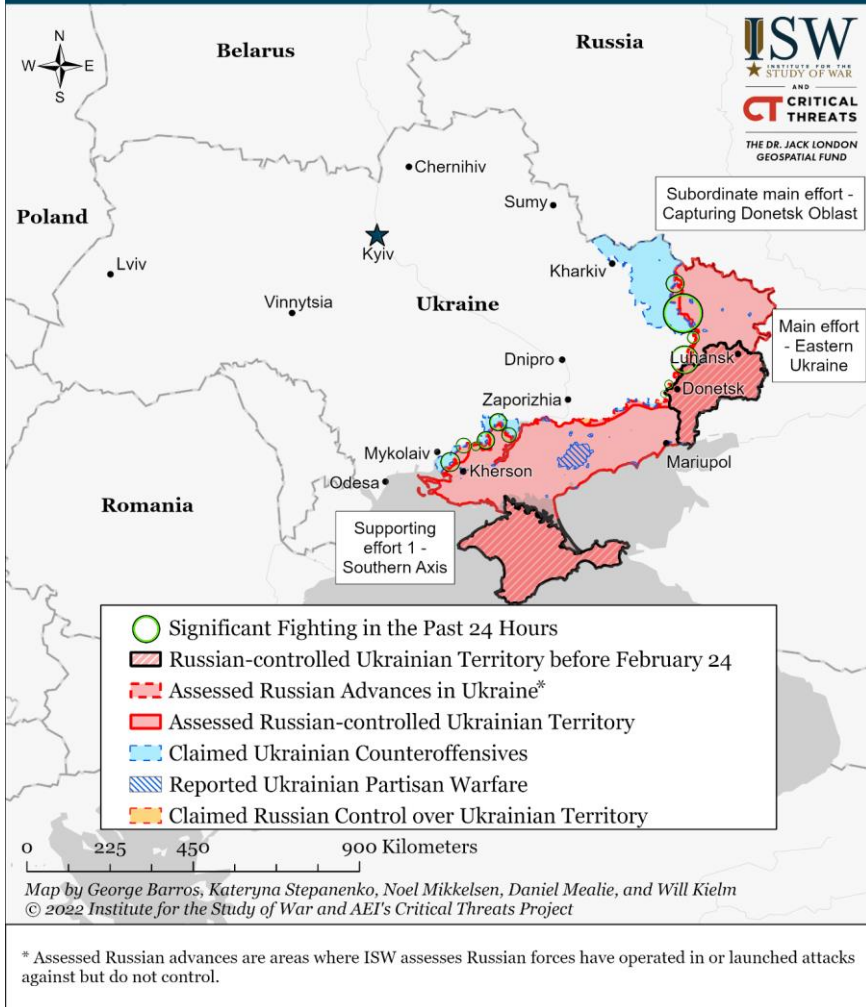 N
W E
S
Belarus
Russia
ISW
INSTITUTE FOR THE
STUDY OF WAR
AND
CT CRITICAL
THREATS
THE DR. JACK LONDON
GEOSPATIAL FUND
Chernihiv
Subordinate main effort -
Capturing Donetsk Oblast
Sumy
Poland
Kyiv
Lviv
Kharkiv
Vinnytsia
Ukraine
Main effort
- Eastern
Ukraine
Dnipro
Luhansk
Donetsk
Zaporizhia
Mykolaiv
Mariupol
Kherson
Odesa
Romania
Supporting
effort 1 -
Southern Axis
Significant Fighting in the Past 24 Hours
Russian-controlled Ukrainian Territory before February 24
Assessed Russian Advances in Ukraine*
Assessed Russian-controlled Ukrainian Territory
Claimed Ukrainian Counteroffensives
Reported Ukrainian Partisan Warfare
Claimed Russian Control over Ukrainian Territory
0 225 450 900 Kilometers
Map by George Barros, Kateryna Stepanenko, Noel Mikkelsen, Daniel Mealie, and Will Kielm
© 2022 Institute for the Study of War and AEI's Critical Threats Project
* Assessed Russian advances are areas where ISW assesses Russian forces have operated in or launched attacks
against but do not control.